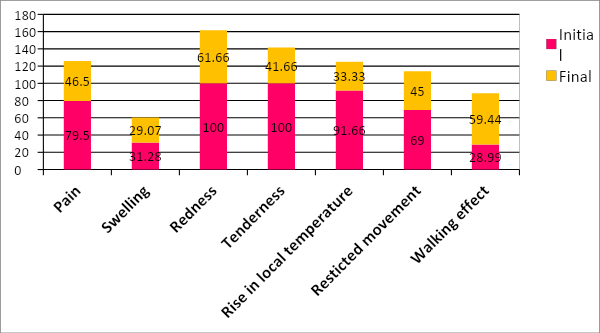 180
160
140
120
100
80
60
40
20
0
46.5
79.5
29.07
31.28
61.66
100
41.66
100
33.33
91.66
45
69
59.44
28.99
Pain
Swelling
Redness
Tenderness
Rise in local temperature
Resticted movement
Walking effect
Initia
l
Final